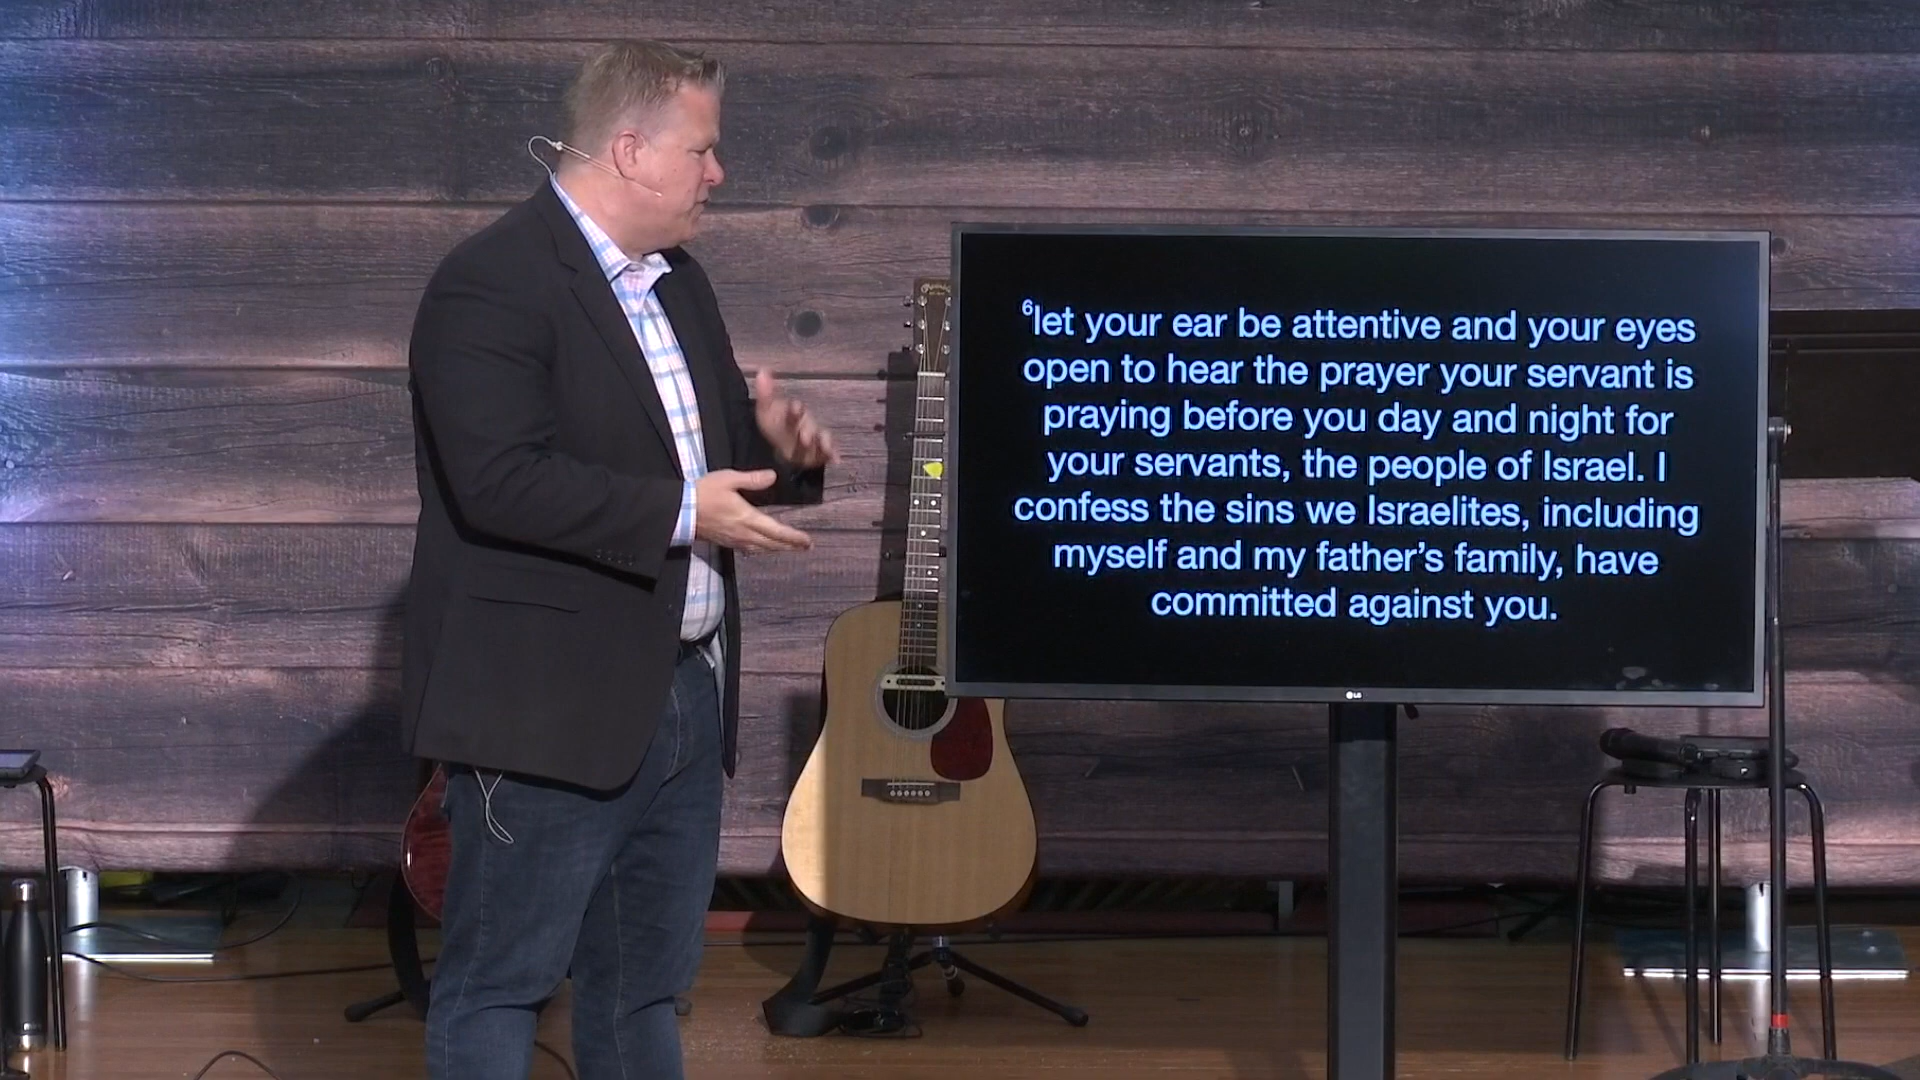 ⁶let your ear be attentive and your eyes
open to hear the prayer your servant is
praying before you day and night for
your servants, the people of Israel. I
confess the sins we Israelites, including
myself and my father’s family, have
committed against you.
LG